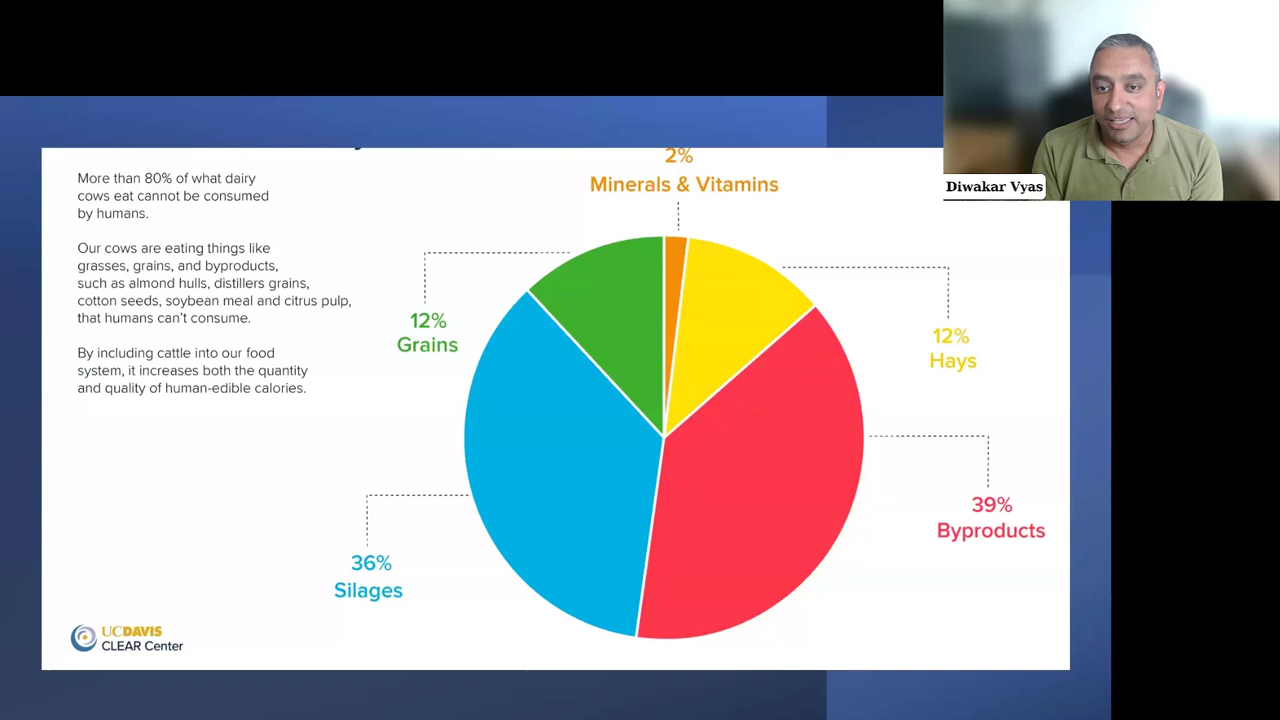 Diwakar Vyas
More than 80% of what dairy
cows eat cannot be consumed
by humans.
Our cows are eating things like
grasses, grains, and byproducts,
such as almond hulls, distillers grains,
cotton seeds, soybean meal and citrus pulp,
that humans can't consume.
By including cattle into our food
system, it increases both the quantity
and quality of human-edible calories.
2%
Minerals & Vitamins
12%
Grains
12%
Hays
39%
Byproducts
36%
Silages
UCDAVIS
CLEAR Center